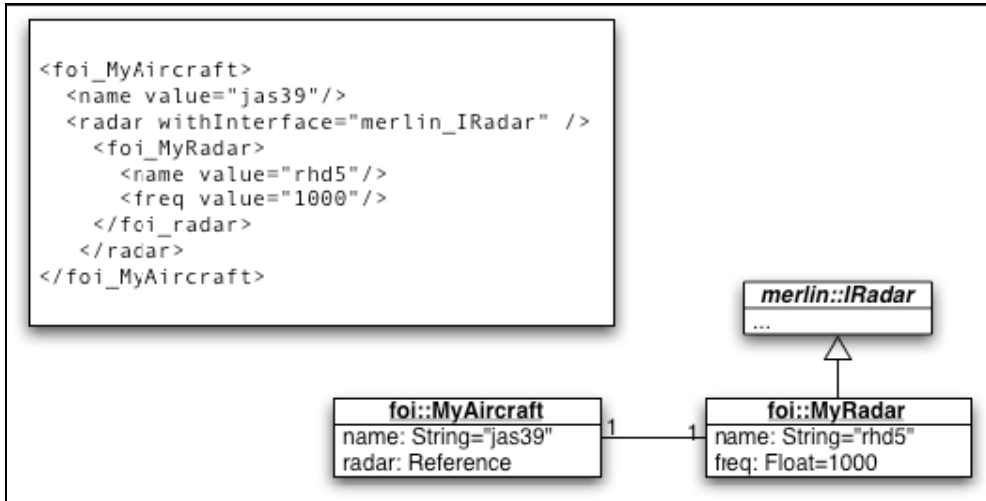 <foi_MyAircraft>
<name value="jas39"/>
<radar withInterface="merlin_IRadar" />
<foi_MyRadar>
<name value="rhd5"/>
<freq value="1000"/>
</foi_radar>
</radar>
</foi_MyAircraft>
merlin::IRadar
...
foi::MyAircraft
name: String="jas39"
radar: Reference
1
1
foi::MyRadar
name: String="rhd5"
freq: Float=1000